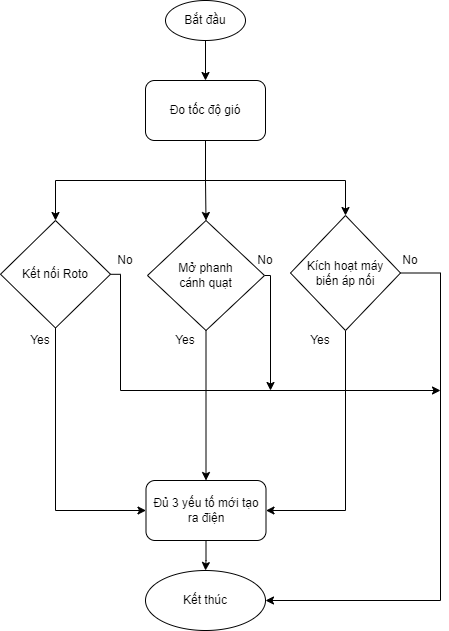 Bắt đầu
Đo tốc độ gió
Kết nối Roto
No
Mở phanh
cánh quạt
No
Kích hoạt máy
biến áp nối
No
Yes
Yes
Yes
Đủ 3 yếu tố mới tạo
ra điện
Kết thúc